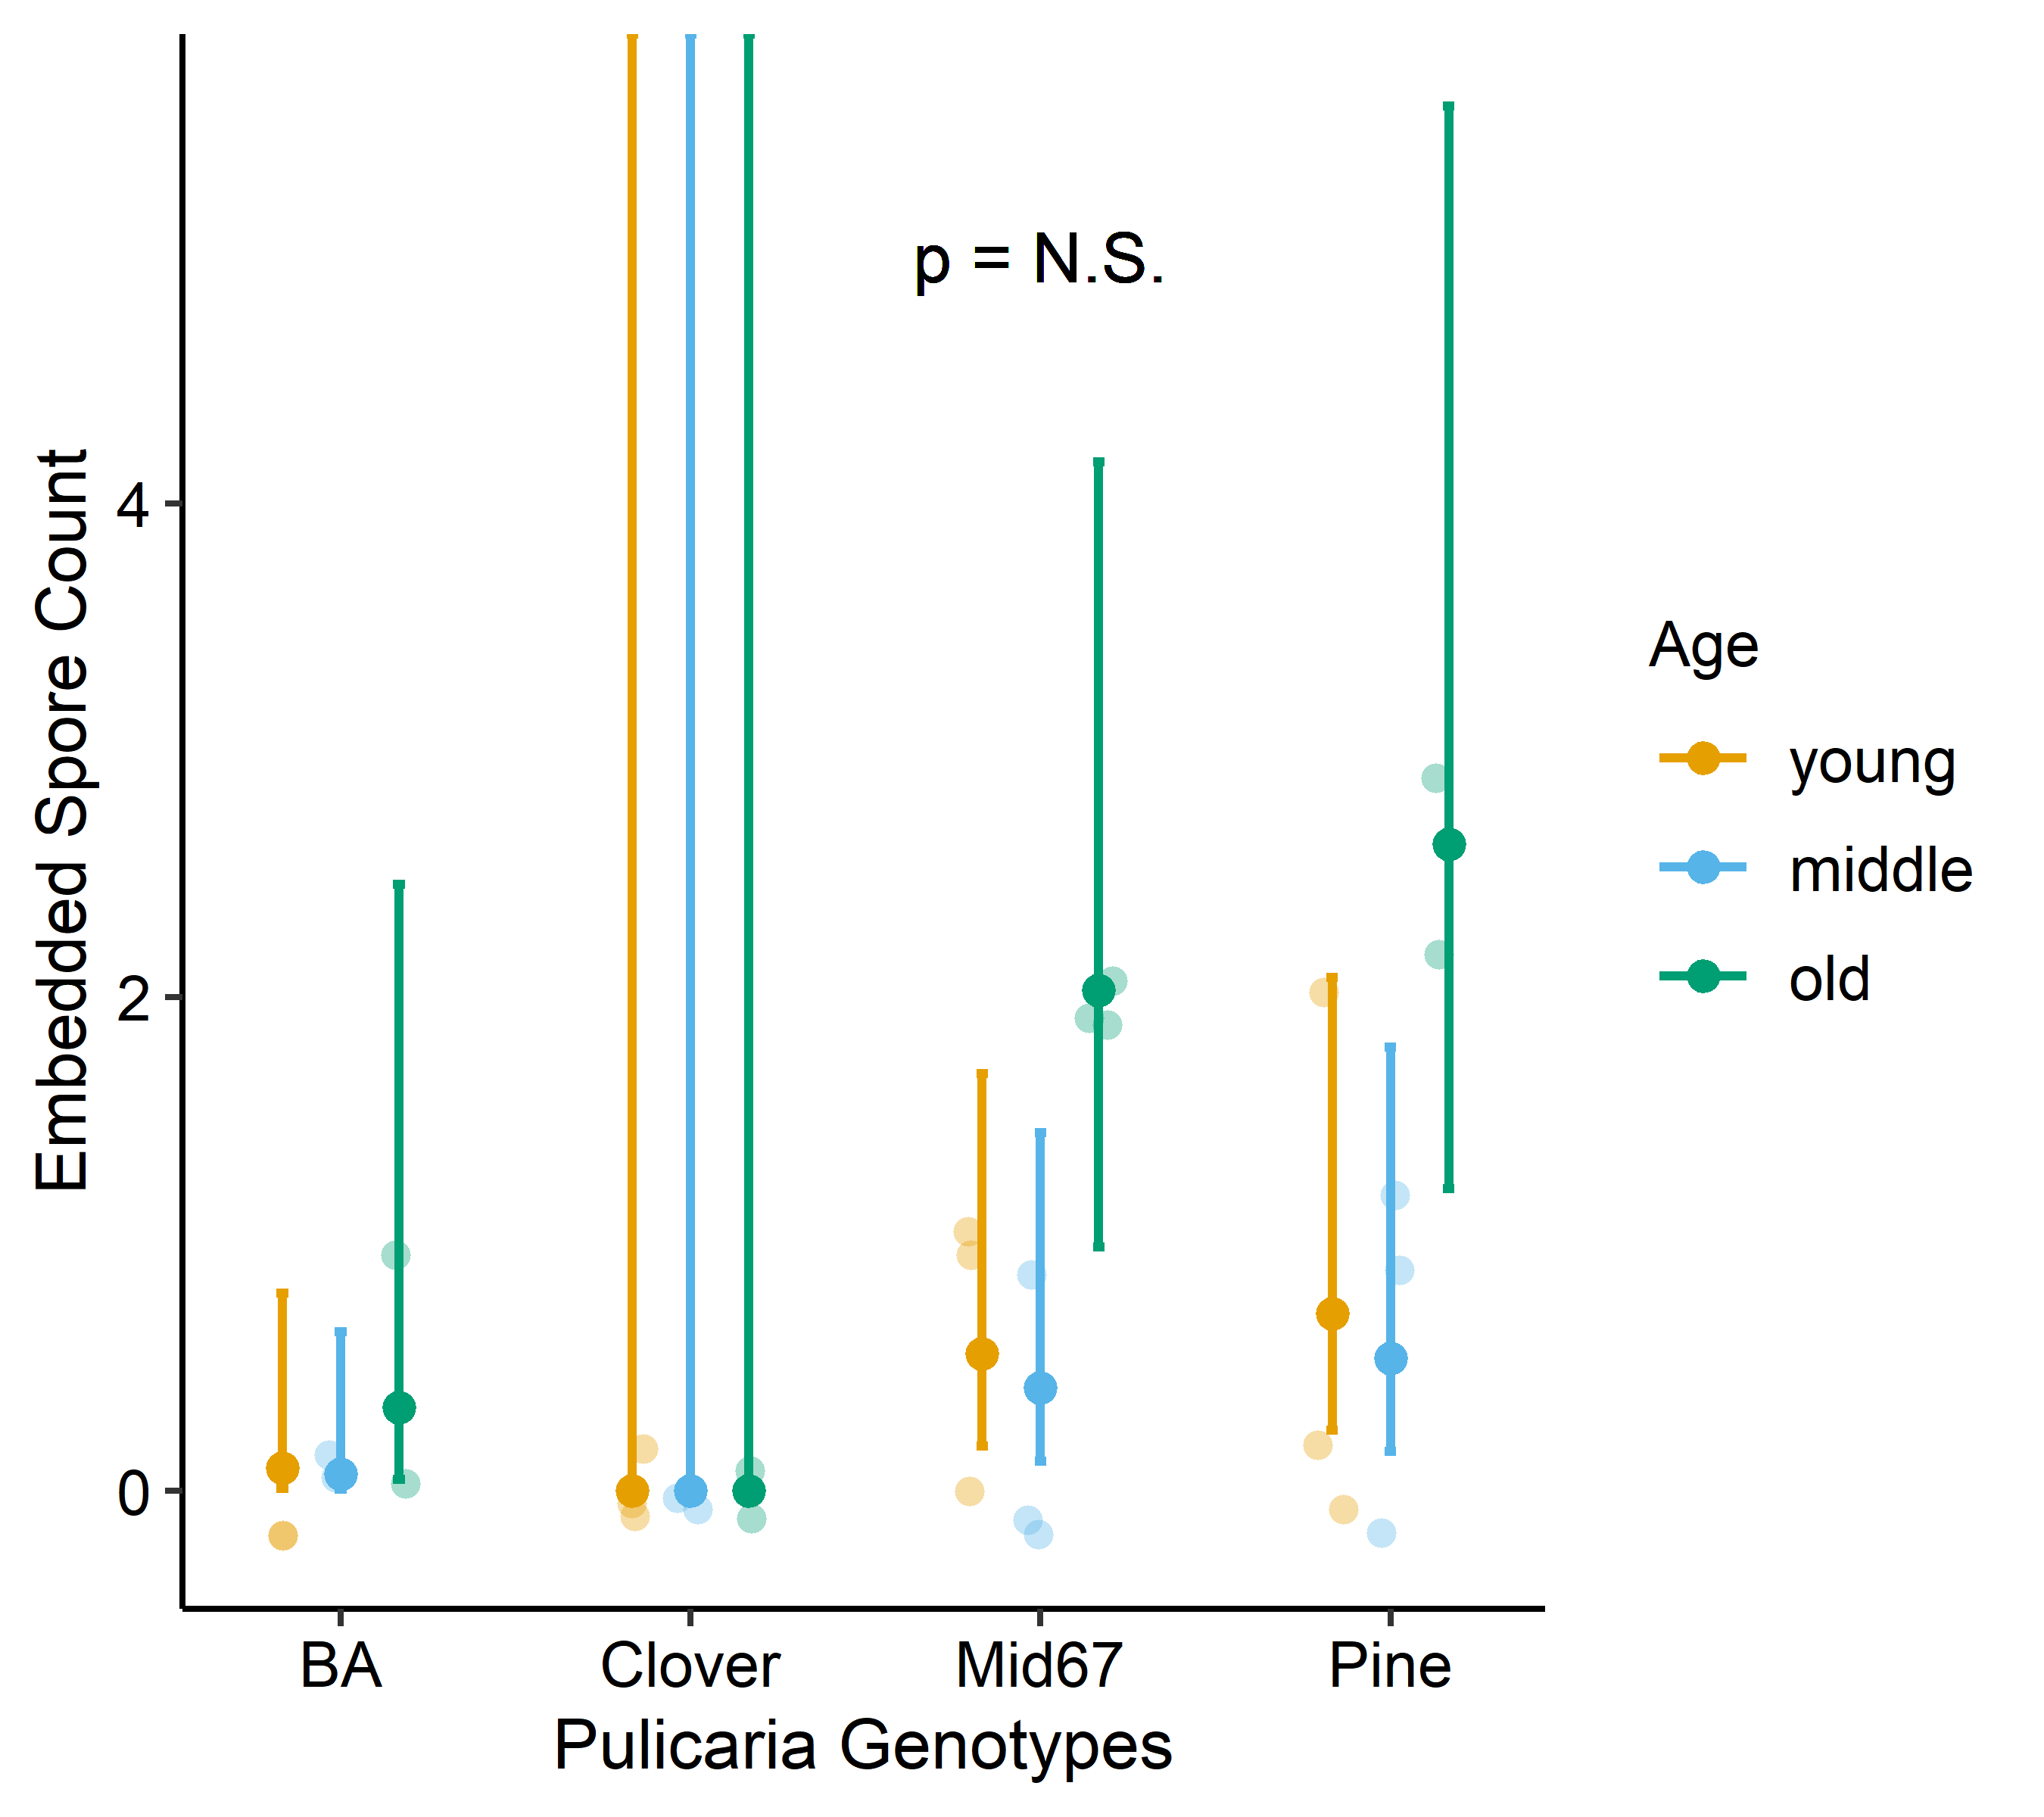 p = N.S.
Embedded Spore Count
4
2
0
BA Clover Mid67 Pine
Pulicaria Genotypes
Age
young
middle
old